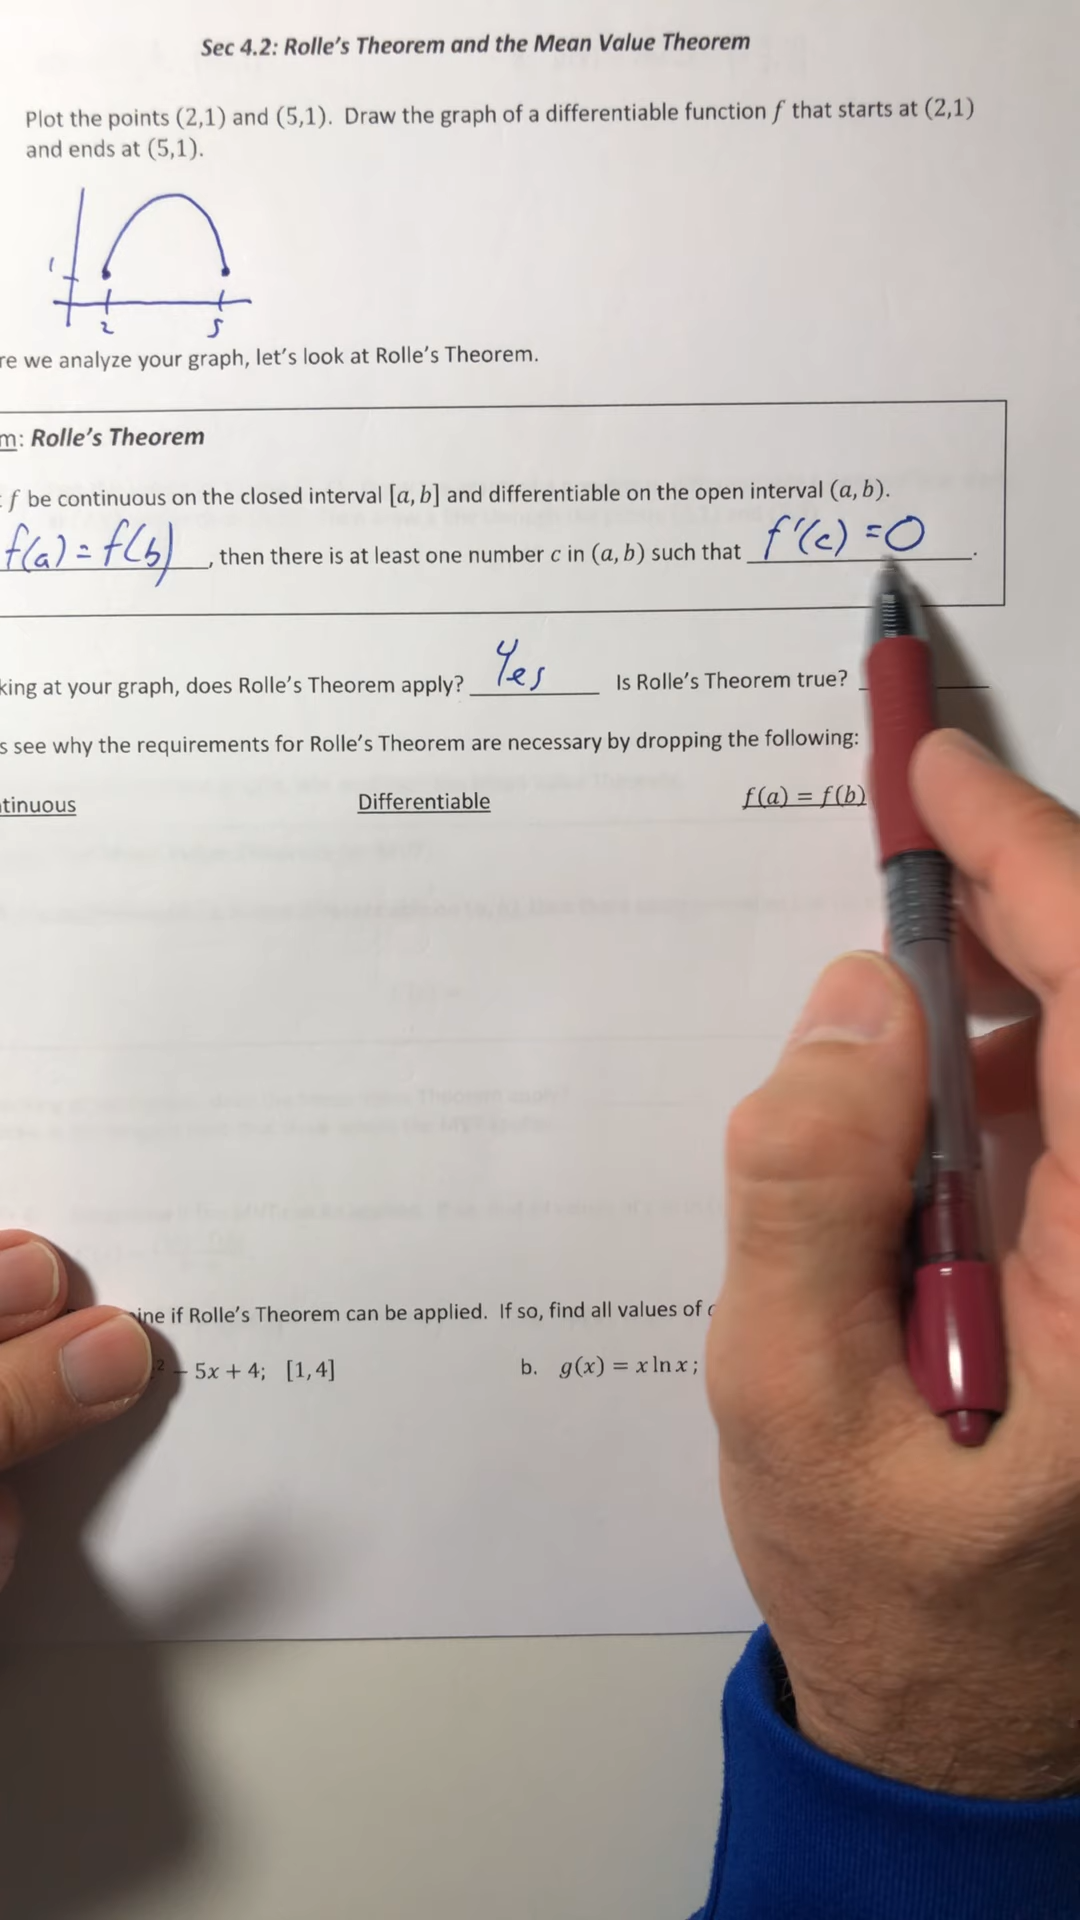 Sec 4.2: Rolle's Theorem and the Mean Value Theorem
Plot the points (2,1) and (5,1). Draw the graph of a differentiable function f that starts at (2,1)
and ends at (5,1).
1
2 5
re we analyze your graph, let's look at Rolle's Theorem.
m: Rolle's Theorem
f be continuous on the closed interval [a, b] and differentiable on the open interval (a, b).
f(a) = f(b), then there is at least one number c in (a, b) such that f'(c) = 0.
king at your graph, does Rolle's Theorem apply? Yes Is Rolle's Theorem true?
s see why the requirements for Rolle's Theorem are necessary by dropping the following:
tinuous Differentiable f(a) = f(b)
ine if Rolle's Theorem can be applied. If so, find all values of c
2 − 5x + 4; [1,4] b. g(x) = x ln x ;